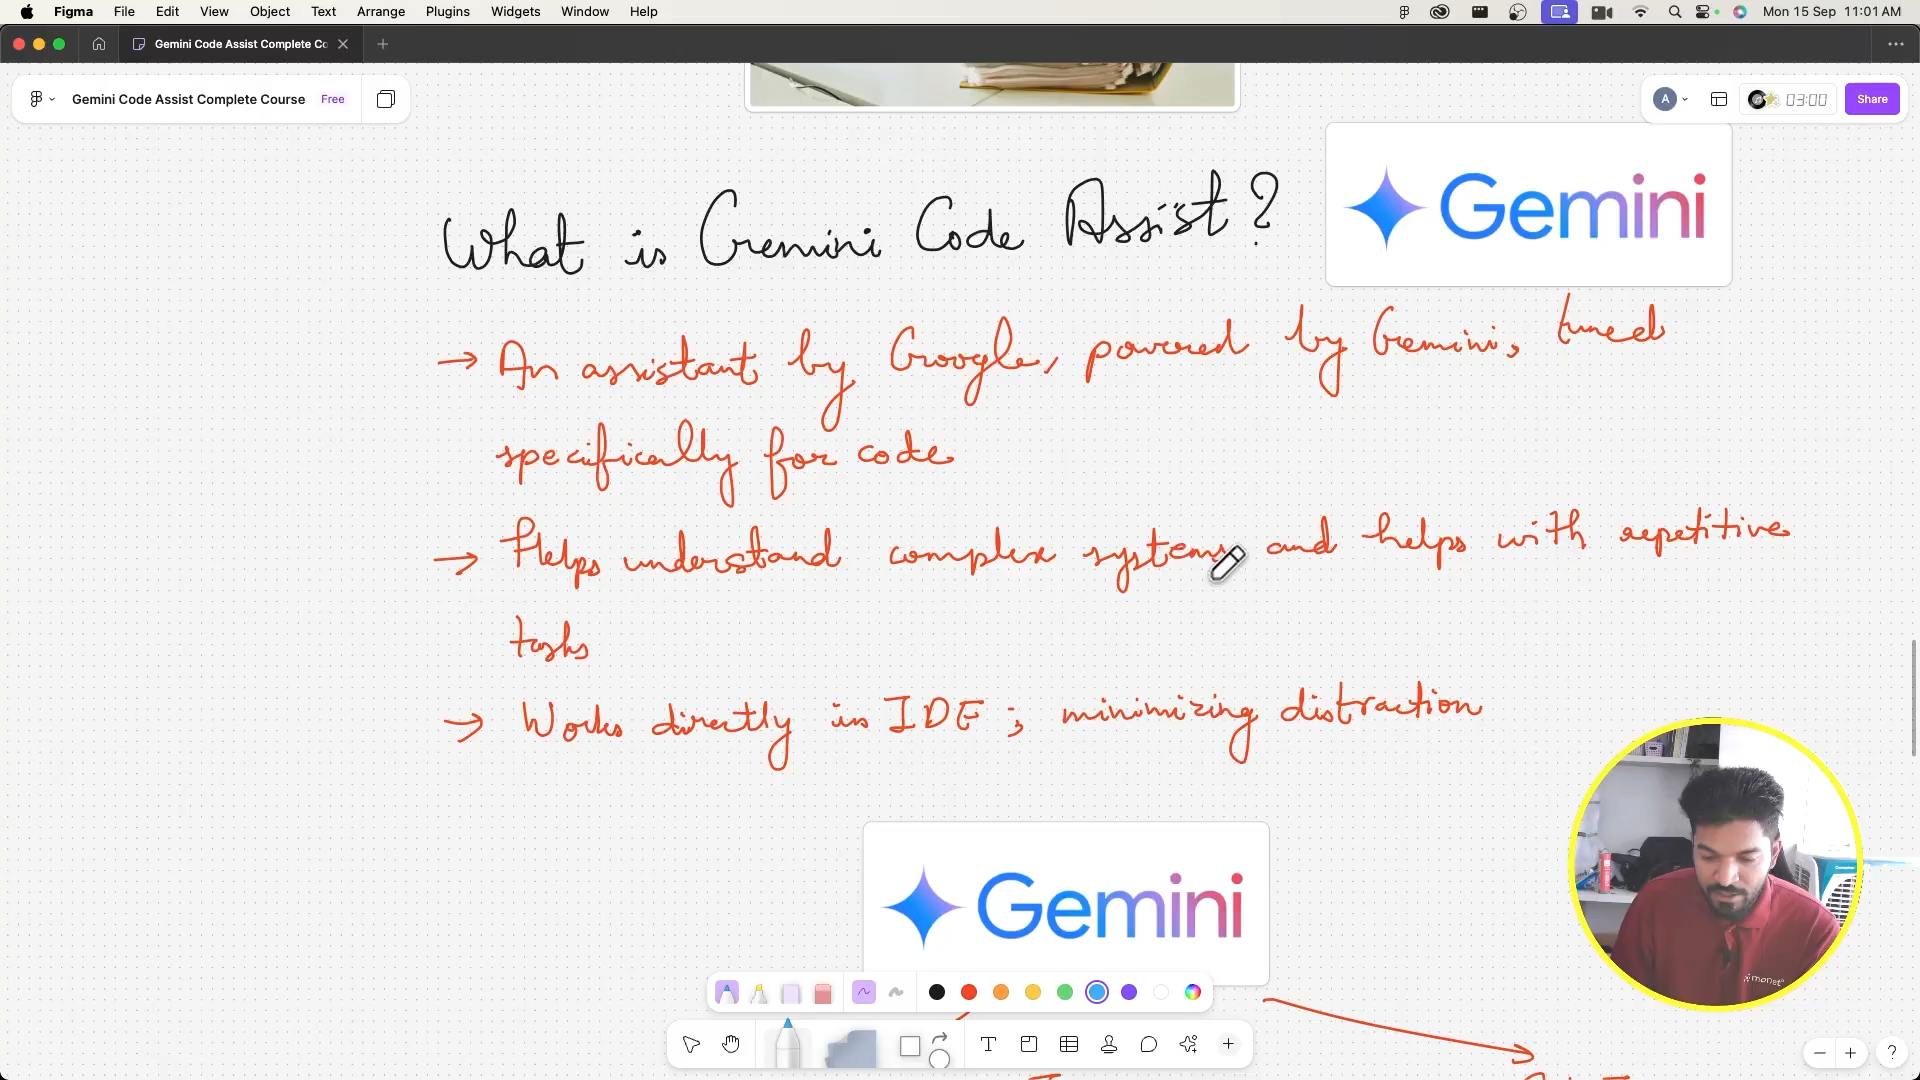 Figma File Edit View Object Text Arrange Plugins Widgets Window Help Mon 15 Sep 11:01 AM
Gemini Code Assist Complete Co
Gemini Code Assist Complete Course Free
A 03:00 Share
Gemini
What is Gemini Code Assist?
→ An assistant by Google, powered by Gemini, tuned
specifically for code
→ Helps understand complex systems and helps with repetitive
tasks
→ Works directly in IDE ; minimizing distraction
Gemini
monet